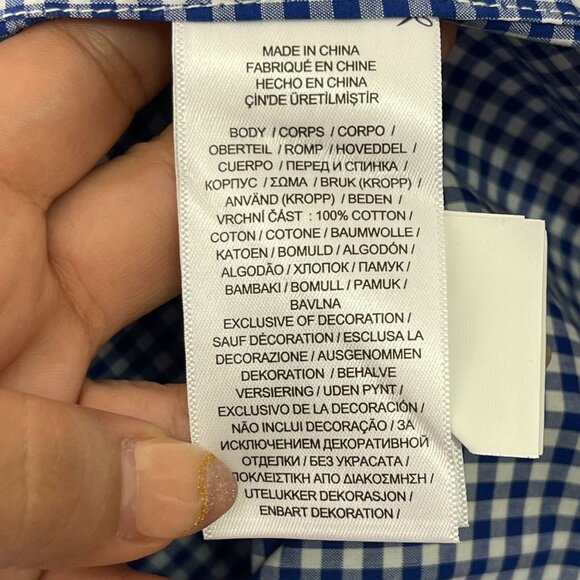 MADE IN CHINA
FABRIQUÉ EN CHINE
HECHO EN CHINA
ÇİN'DE ÜRETİLMİŞTİR
BODY / CORPS / CORPO /
OBERTEIL / ROMP / HOVEDDEL /
CUERPO / ПЕРЕД И СПИНКА /
КОРПУС / ΣΩΜΑ / BRUK (KROPP) /
ANVÄND (KROPP) / BEDEN /
VRCHNÍ ČÁST : 100% COTTON /
COTON / COTONE / BAUMWOLLE /
KATOEN / BOMULD / ALGODÓN /
ALGODÃO / ХЛОПОК / ПАМУК /
BAMBAKI / BOMULL / PAMUK /
BAVLNA
EXCLUSIVE OF DECORATION /
SAUF DÉCORATION / ESCLUSA LA
DECORAZIONE / AUSGENOMMEN
DEKORATION / BEHALVE
VERSIERING / UDEN PYNT /
EXCLUSIVO DE LA DECORACIÓN /
NÃO INCLUI DECORAÇÃO / ЗА
ИСКЛЮЧЕНИЕМ ДЕКОРАТИВНОЙ
ОТДЕЛКИ / БЕЗ УКРАСАТА /
ΠΟΚΛΕΙΣΤΙΚΗ ΑΠΟ ΔΙΑΚΟΣΜΗΣΗ /
UTELUKKER DEKORASJON /
ENBART DEKORATION /